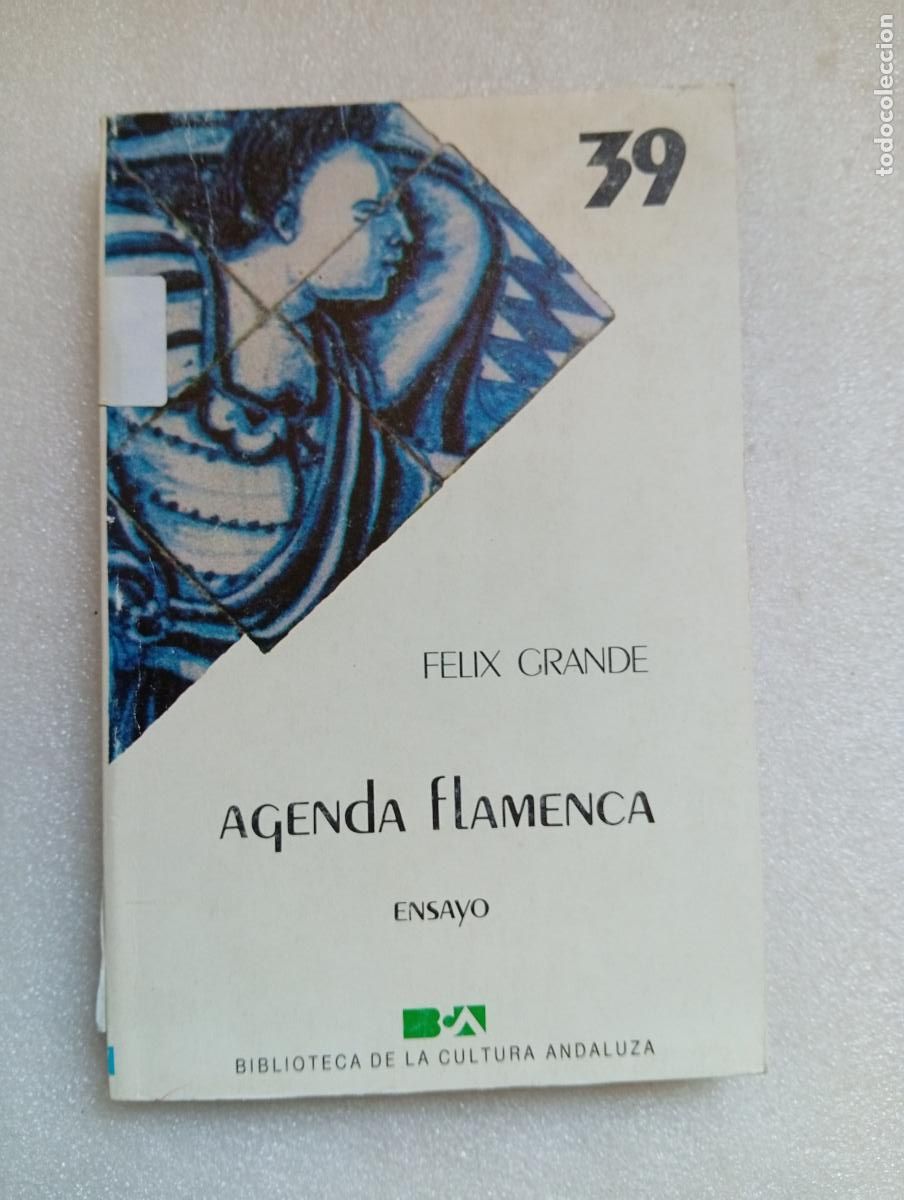 39
FELIX GRANDE
AGENdA flAMENCA
ENSAyO
BCA
BIBLIOTECA DE LA CULTURA ANDALUZA
todocoleccion